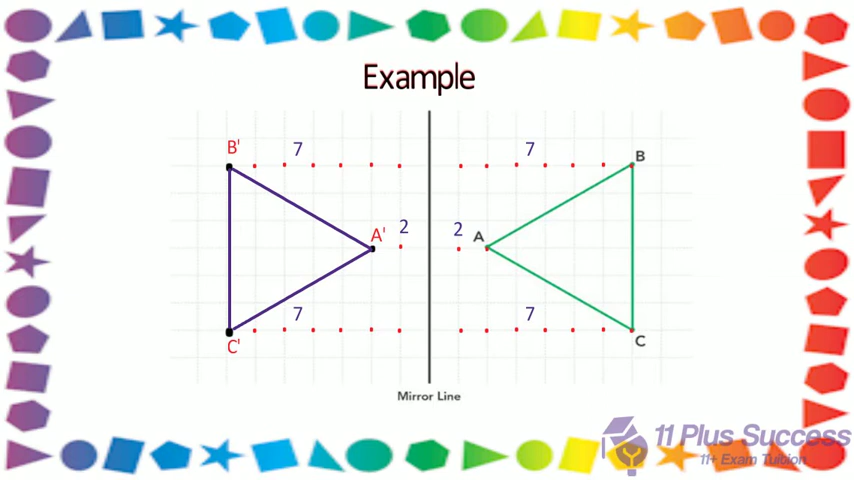 Example
B' 7 7 B
A' 2 2 A
C' 7 7 C
Mirror Line
11 Plus Success
11+ Exam Tuition